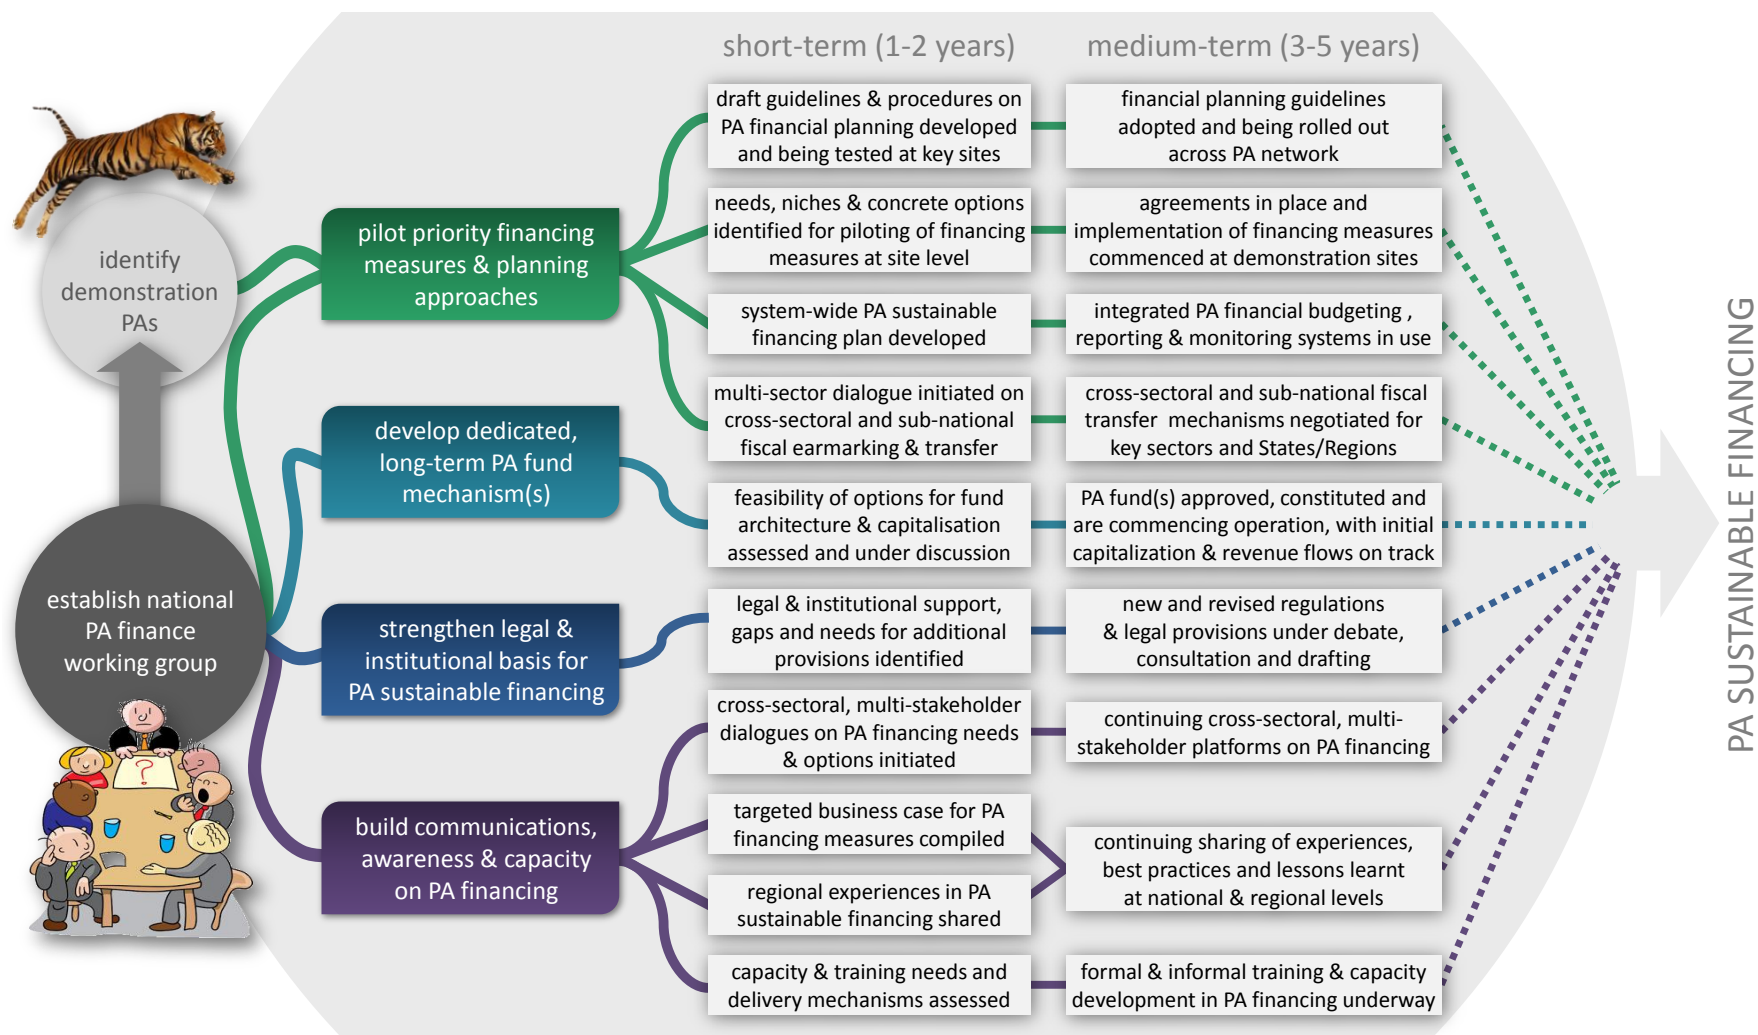 short-term (1-2 years)
medium-term (3-5 years)
identify
demonstration
PAs
establish national
PA finance
working group
?
pilot priority financing
measures & planning
approaches
draft guidelines & procedures on
PA financial planning developed
and being tested at key sites
financial planning guidelines
adopted and being rolled out
across PA network
needs, niches & concrete options
identified for piloting of financing
measures at site level
agreements in place and
implementation of financing measures
commenced at demonstration sites
system-wide PA sustainable
financing plan developed
integrated PA financial budgeting ,
reporting & monitoring systems in use
multi-sector dialogue initiated on
cross-sectoral and sub-national
fiscal earmarking & transfer
cross-sectoral and sub-national fiscal
transfer mechanisms negotiated for
key sectors and States/Regions
develop dedicated,
long-term PA fund
mechanism(s)
feasibility of options for fund
architecture & capitalisation
assessed and under discussion
PA fund(s) approved, constituted and
are commencing operation, with initial
capitalization & revenue flows on track
strengthen legal &
institutional basis for
PA sustainable financing
legal & institutional support,
gaps and needs for additional
provisions identified
new and revised regulations
& legal provisions under debate,
consultation and drafting
build communications,
awareness & capacity
on PA financing
cross-sectoral, multi-stakeholder
dialogues on PA financing needs
& options initiated
continuing cross-sectoral, multi-
stakeholder platforms on PA financing
targeted business case for PA
financing measures compiled
regional experiences in PA
sustainable financing shared
continuing sharing of experiences,
best practices and lessons learnt
at national & regional levels
capacity & training needs and
delivery mechanisms assessed
formal & informal training & capacity
development in PA financing underway
PA SUSTAINABLE FINANCING